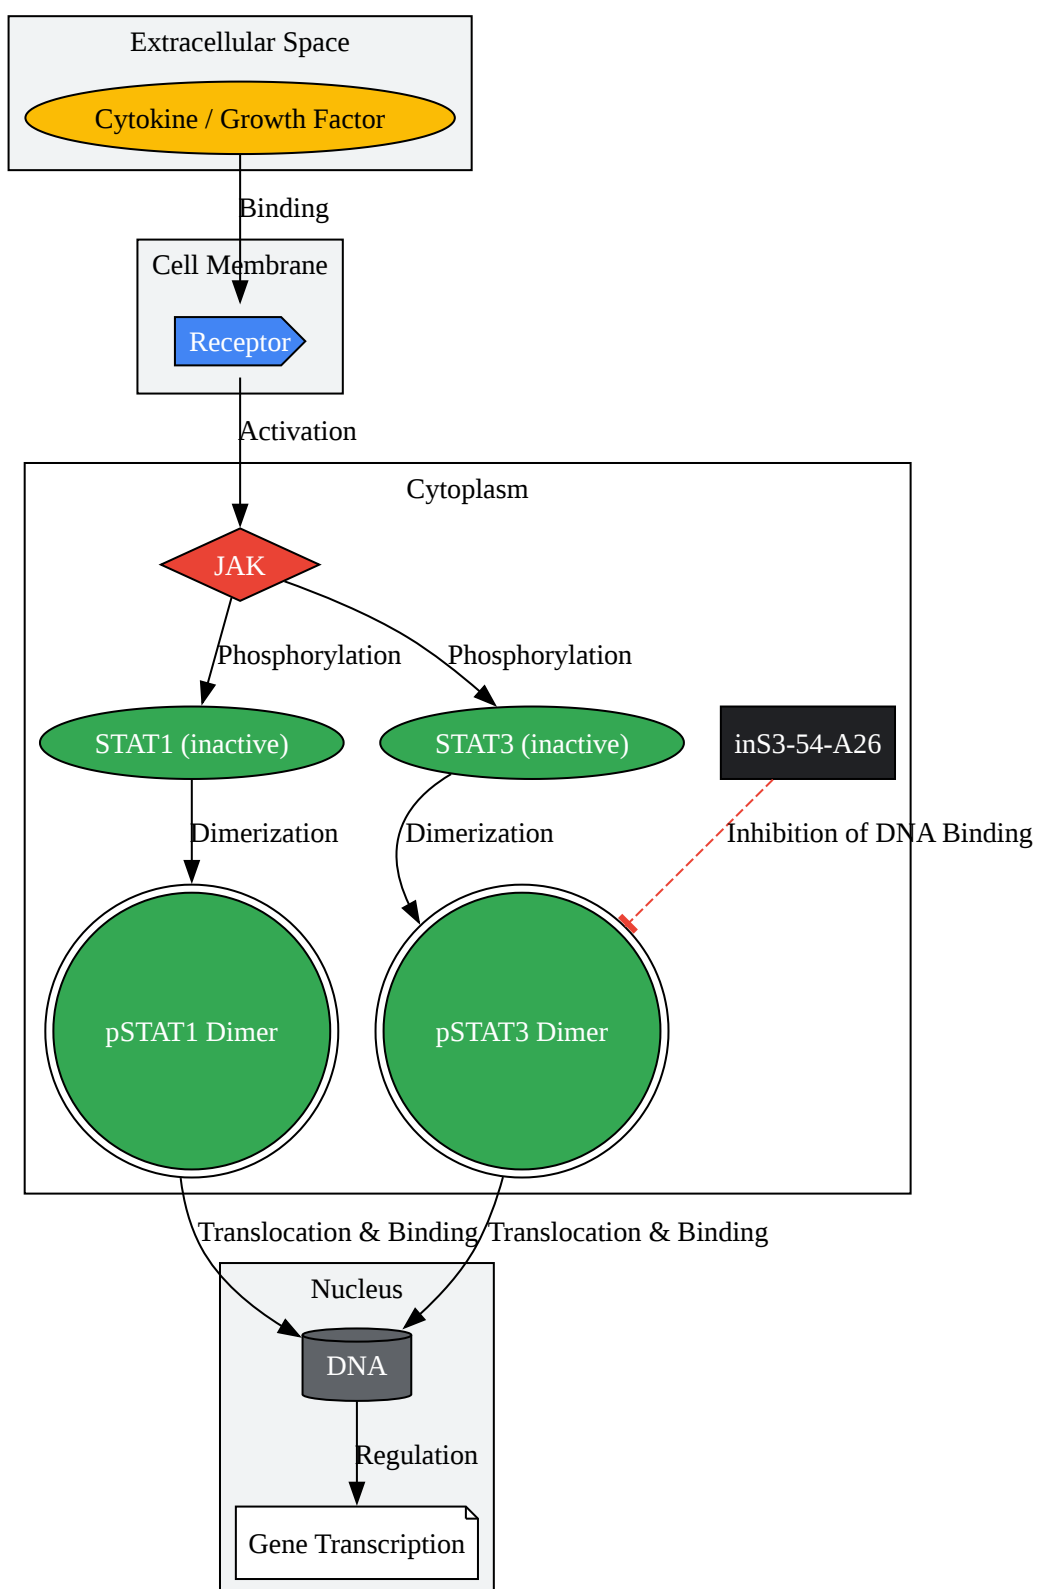 Extracellular Space
Cytokine / Growth Factor
Binding
Cell Membrane
Receptor
Activation
Cytoplasm
JAK
Phosphorylation
Phosphorylation
STAT1 (inactive)
STAT3 (inactive)
inS3-54-A26
Dimerization
Dimerization
Inhibition of DNA Binding
pSTAT1 Dimer
pSTAT3 Dimer
Translocation & Binding
Translocation & Binding
Nucleus
DNA
Regulation
Gene Transcription